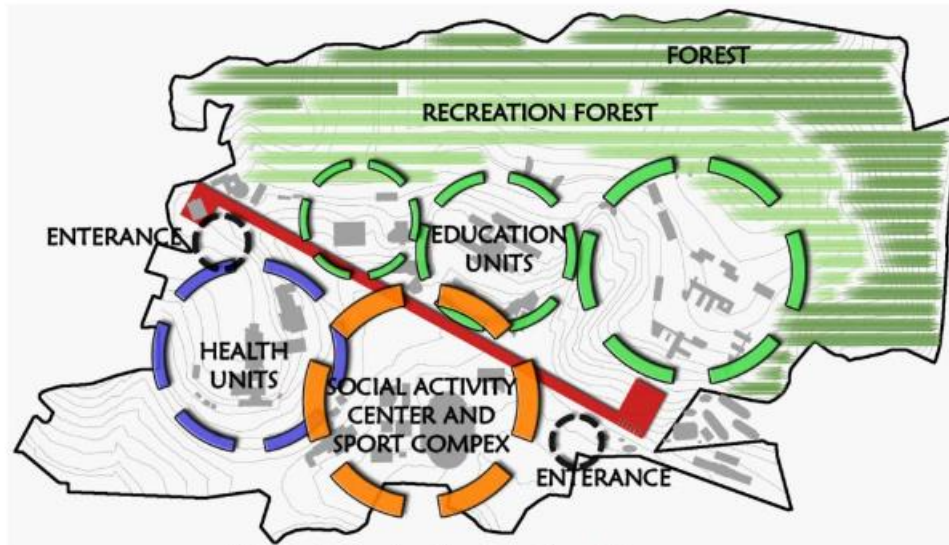 FOREST
RECREATION FOREST
ENTERANCE
EDUCATION
UNITS
HEALTH
UNITS
SOCIAL ACTIVITY
CENTER AND
SPORT COMPEX
ENTERANCE